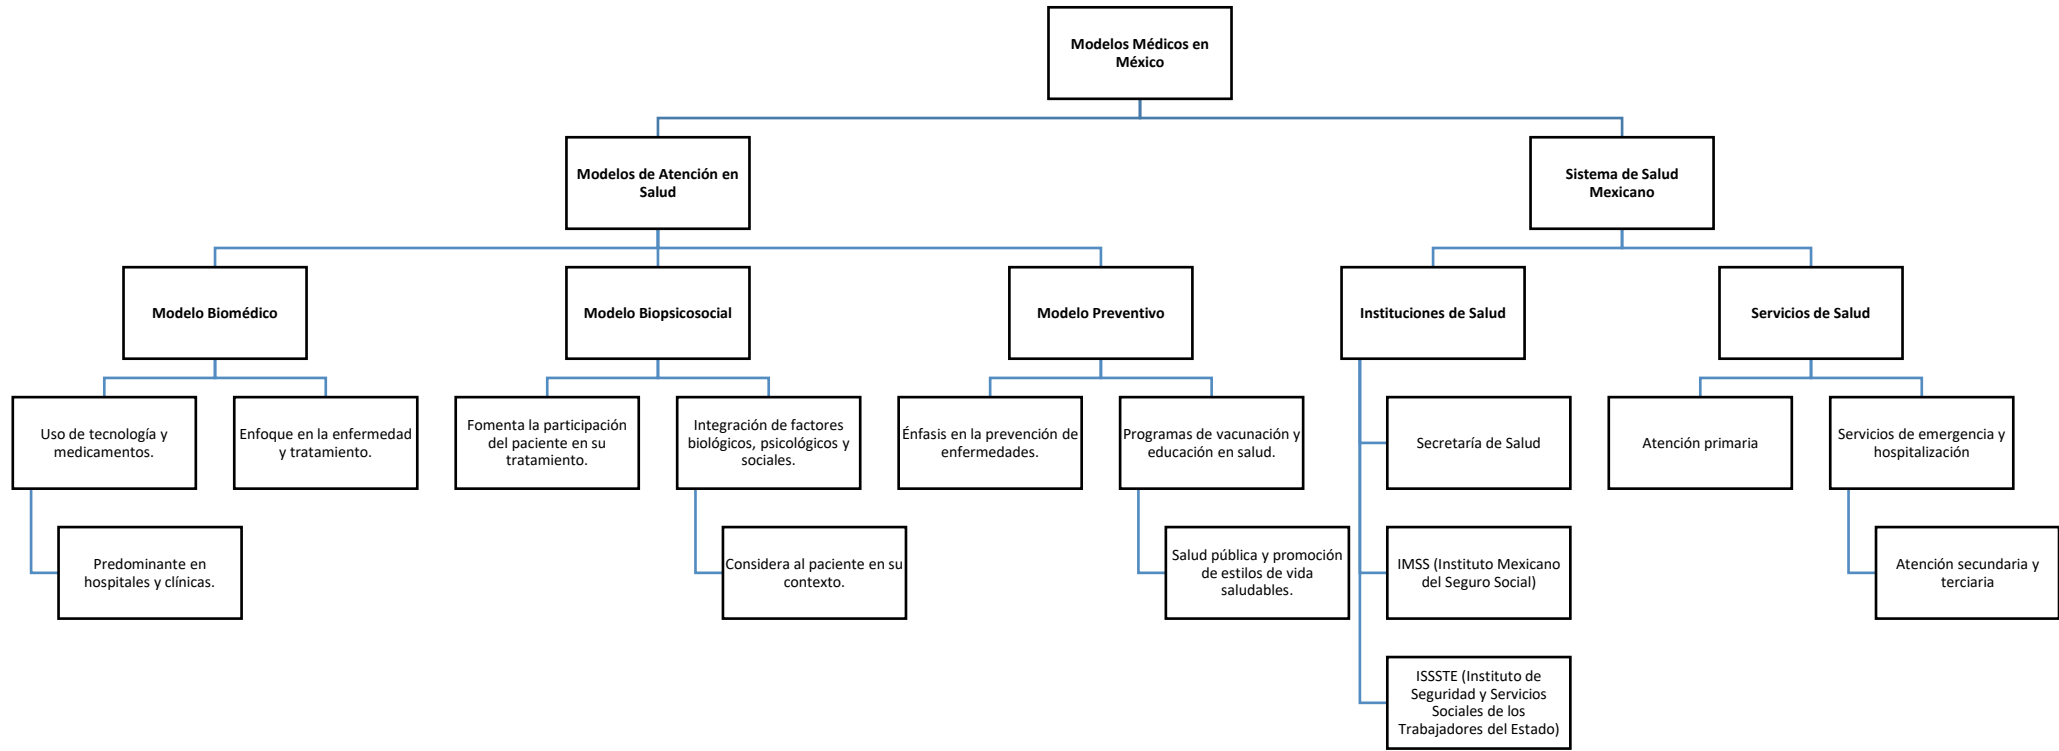 Modelos Médicos en
México
Modelos de Atención en
Salud
Sistema de Salud
Mexicano
Modelo Biomédico
Modelo Biopsicosocial
Modelo Preventivo
Instituciones de Salud
Servicios de Salud
Uso de tecnología y
medicamentos.
Enfoque en la enfermedad
y tratamiento.
Fomenta la participación
del paciente en su
tratamiento.
Integración de factores
biológicos, psicológicos y
sociales.
Énfasis en la prevención de
enfermedades.
Programas de vacunación y
educación en salud.
Secretaría de Salud
Atención primaria
Servicios de emergencia y
hospitalización
Predominante en
hospitales y clínicas.
Considera al paciente en su
contexto.
Salud pública y promoción
de estilos de vida
saludables.
IMSS (Instituto Mexicano
del Seguro Social)
Atención secundaria y
terciaria
ISSSTE (Instituto de
Seguridad y Servicios
Sociales de los
Trabajadores del Estado)